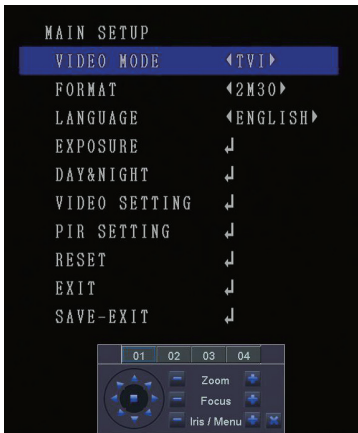 MAIN SETUP
VIDEO MODE TVI
FORMAT 2M30
LANGUAGE ENGLISH
EXPOSURE
DAY&NIGHT
VIDEO SETTING
PIR SETTING
RESET
EXIT
SAVE-EXIT
01 02 03 04
Zoom
Focus
Iris / Menu